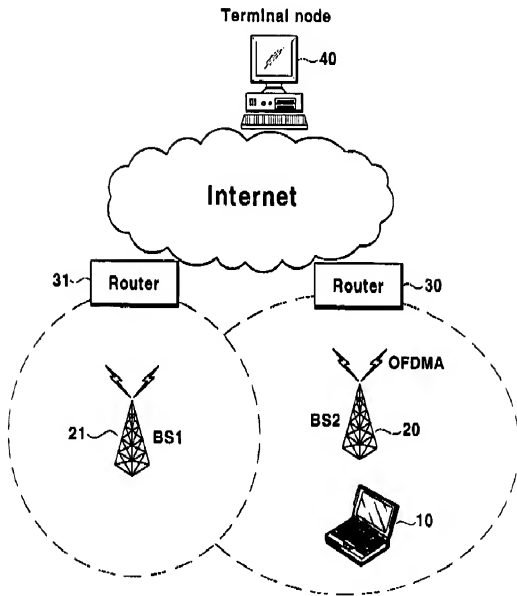 Terminal node
40
Internet
31 Router
Router 30
OFDMA
21 BS1
BS2 20
10